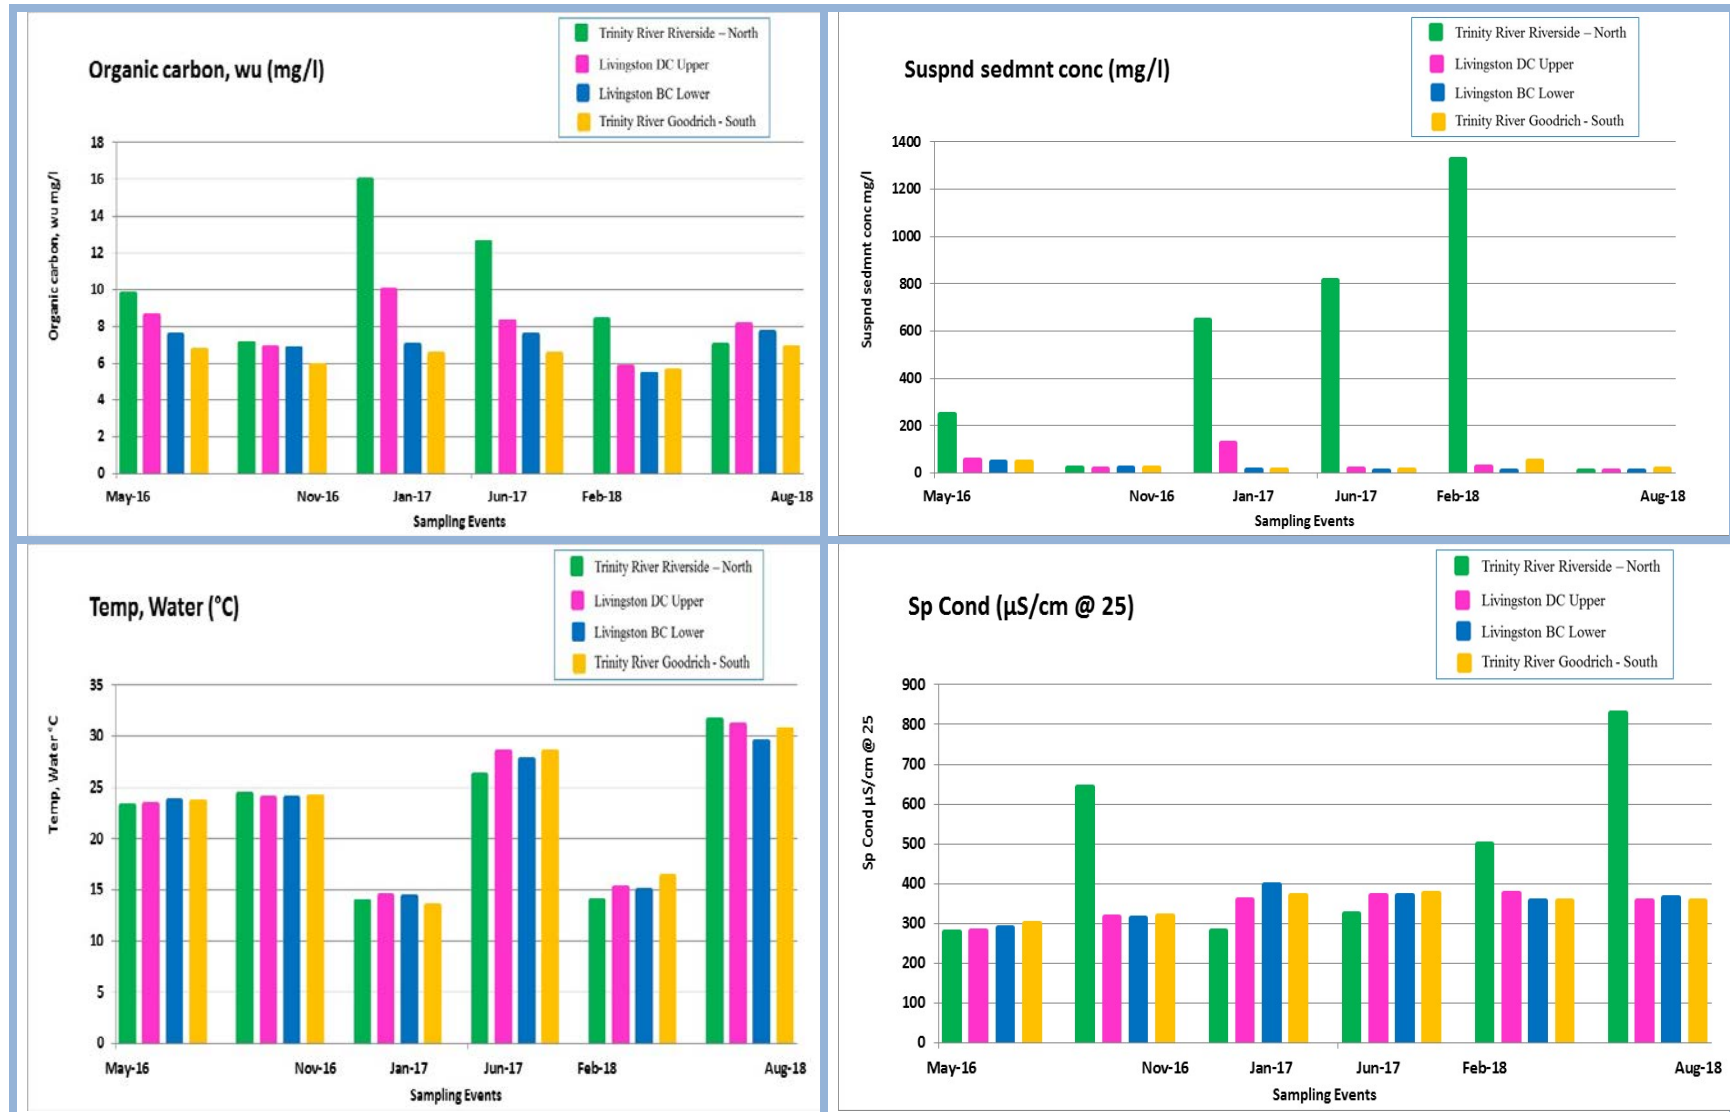 Organic carbon, wu (mg/l)
Trinity River Riverside – North
Livingston DC Upper
Livingston BC Lower
Trinity River Goodrich - South
Organic carbon, wu mg/l
18
16
14
12
10
8
6
4
2
0
May-16 Nov-16 Jan-17 Jun-17 Feb-18 Aug-18
Sampling Events
Suspnd sedmnt conc (mg/l)
Trinity River Riverside – North
Livingston DC Upper
Livingston BC Lower
Trinity River Goodrich - South
Suspnd sedmnt conc mg/l
1400
1200
1000
800
600
400
200
0
May-16 Nov-16 Jan-17 Jun-17 Feb-18 Aug-18
Sampling Events
Temp, Water (°C)
Trinity River Riverside – North
Livingston DC Upper
Livingston BC Lower
Trinity River Goodrich - South
Temp, Water °C
35
30
25
20
15
10
5
0
May-16 Nov-16 Jan-17 Jun-17 Feb-18 Aug-18
Sampling Events
Sp Cond (µS/cm @ 25)
Trinity River Riverside – North
Livingston DC Upper
Livingston BC Lower
Trinity River Goodrich - South
Sp Cond µS/cm @ 25
900
800
700
600
500
400
300
200
100
0
May-16 Nov-16 Jan-17 Jun-17 Feb-18 Aug-18
Sampling Events